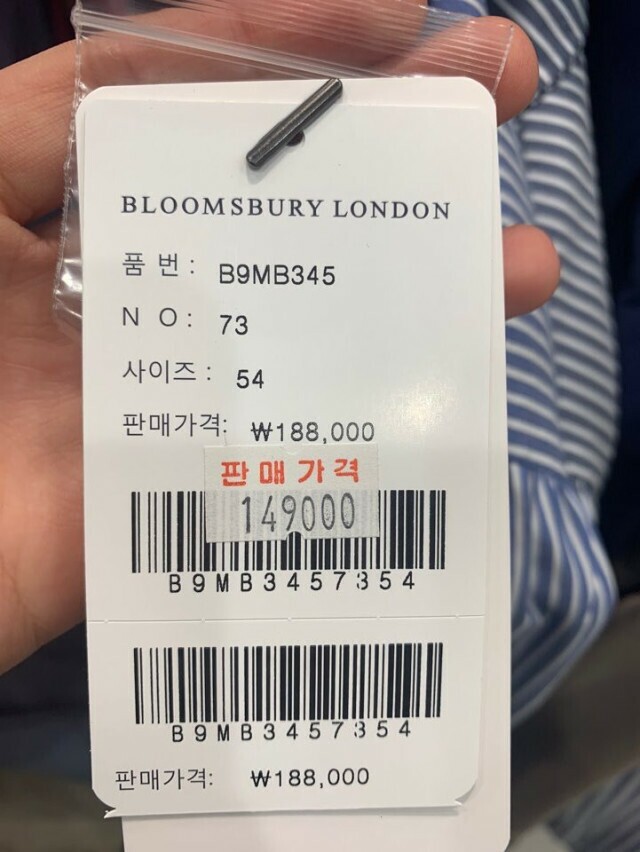 BLOOMSBURY LONDON
품 번 : B9MB345
N O : 73
사이즈 : 54
판매가격: ₩188,000
판매가격
149000
B9MB3457354
B9MB3457354
판매가격: ₩188,000